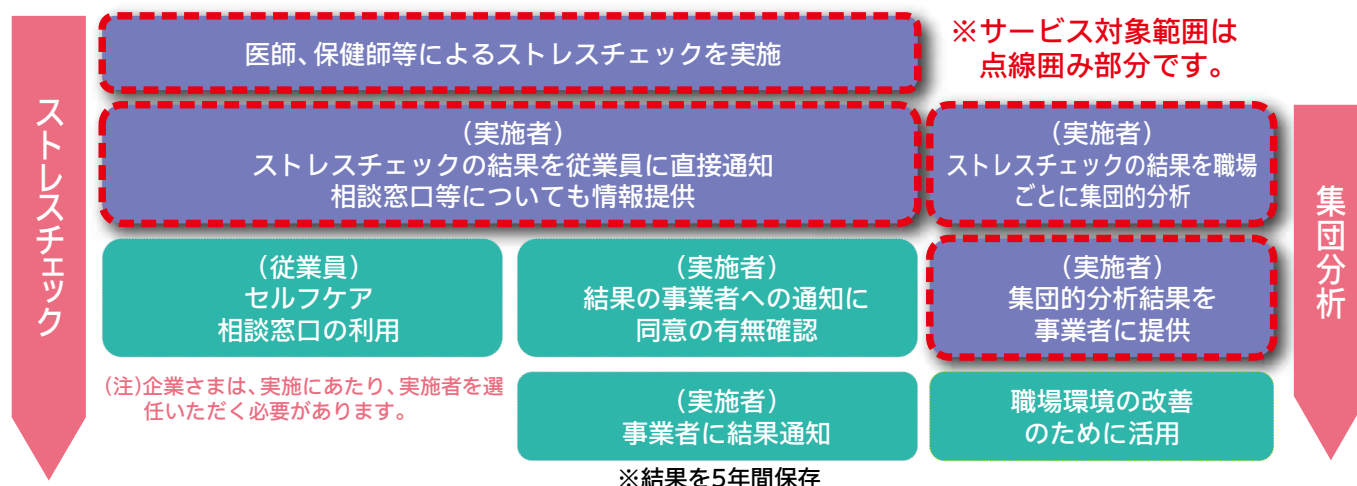 ストレスチェック
医師、保健師等によるストレスチェックを実施
※サービス対象範囲は
点線囲み部分です。
(実施者)
ストレスチェックの結果を従業員に直接通知
相談窓口等についても情報提供
(実施者)
ストレスチェックの結果を職場
ごとに集団的分析
集団分析
(従業員)
セルフケア
相談窓口の利用
(実施者)
結果の事業者への通知に
同意の有無確認
(実施者)
集団的分析結果を
事業者に提供
(注)企業さまは、実施にあたり、実施者を選
任いただく必要があります。
(実施者)
事業者に結果通知
職場環境の改善
のために活用
※結果を5年間保存